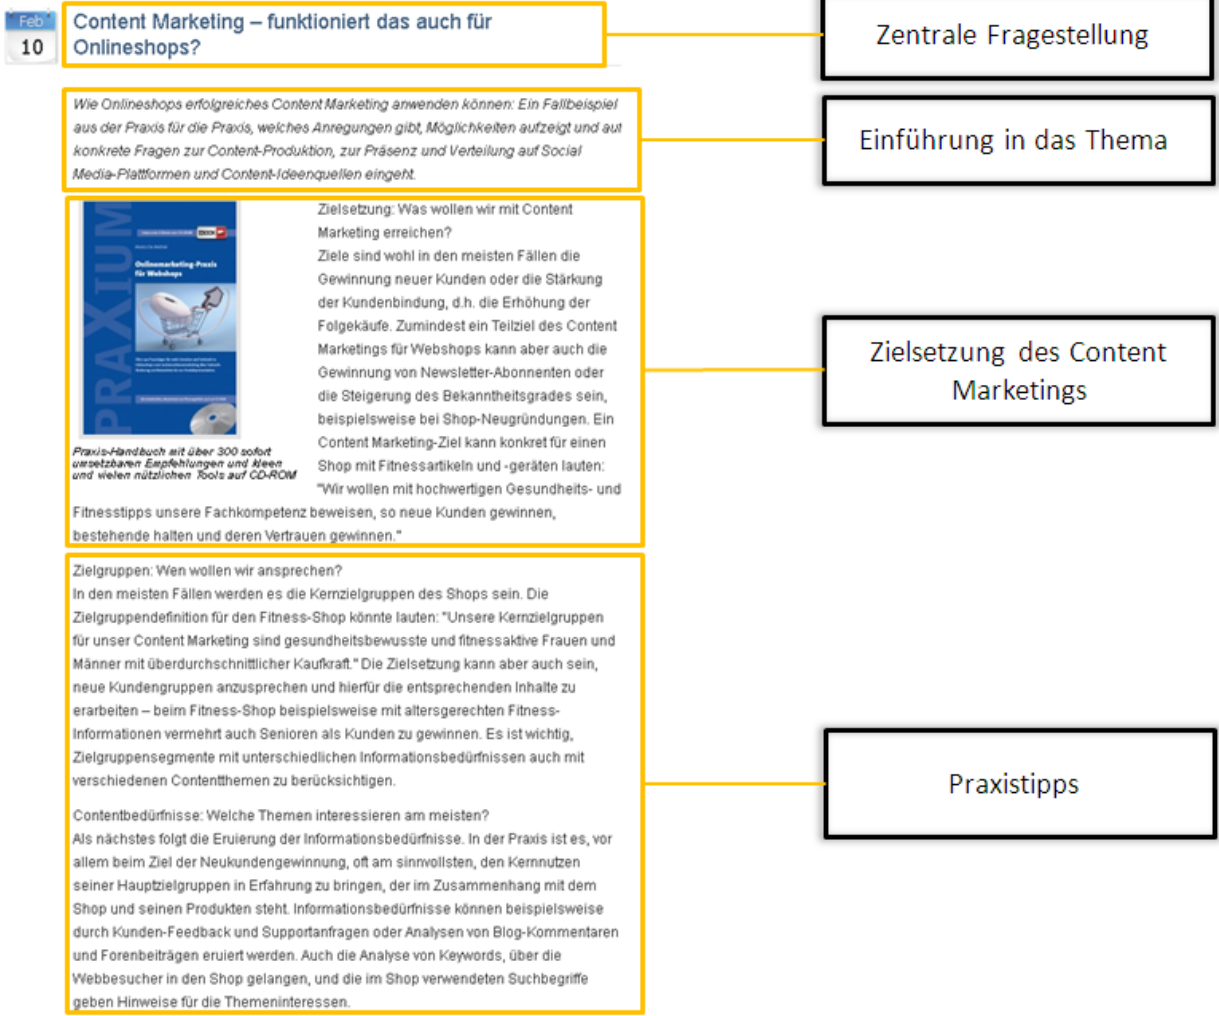 Feb
10
Content Marketing – funktioniert das auch für
Onlineshops?
Zentrale Fragestellung
Wie Onlineshops erfolgreiches Content Marketing anwenden können: Ein Fallbeispiel
aus der Praxis für die Praxis, welches Anregungen gibt, Möglichkeiten aufzeigt und auf
konkrete Fragen zur Content-Produktion, zur Präsenz und Verteilung auf Social
Media-Plattformen und Content-Ideenquellen eingeht.
Einführung in das Thema
PRAXIUM
Onlinemarketing-Praxis
für Webshops
Praxis-Handbuch mit über 300 sofort
umsetzbaren Empfehlungen und Ideen
und vielen nützlichen Tools auf CD-ROM
Zielsetzung: Was wollen wir mit Content
Marketing erreichen?
Ziele sind wohl in den meisten Fällen die
Gewinnung neuer Kunden oder die Stärkung
der Kundenbindung, d.h. die Erhöhung der
Folgekäufe. Zumindest ein Teilziel des Content
Marketings für Webshops kann aber auch die
Gewinnung von Newsletter-Abonnenten oder
die Steigerung des Bekanntheitsgrades sein,
beispielsweise bei Shop-Neugründungen. Ein
Content Marketing-Ziel kann konkret für einen
Shop mit Fitnessartikeln und -geräten lauten:
"Wir wollen mit hochwertigen Gesundheits- und
Fitnesstipps unsere Fachkompetenz beweisen, so neue Kunden gewinnen,
bestehende halten und deren Vertrauen gewinnen."
Zielsetzung des Content
Marketings
Zielgruppen: Wen wollen wir ansprechen?
In den meisten Fällen werden es die Kernzielgruppen des Shops sein. Die
Zielgruppendefinition für den Fitness-Shop könnte lauten: "Unsere Kernzielgruppen
für unser Content Marketing sind gesundheitsbewusste und fitnessaktive Frauen und
Männer mit überdurchschnittlicher Kaufkraft." Die Zielsetzung kann aber auch sein,
neue Kundengruppen anzusprechen und hierfür die entsprechenden Inhalte zu
erarbeiten – beim Fitness-Shop beispielsweise mit altersgerechten Fitness-
Informationen vermehrt auch Senioren als Kunden zu gewinnen. Es ist wichtig,
Zielgruppensegmente mit unterschiedlichen Informationsbedürfnissen auch mit
verschiedenen Contentthemen zu berücksichtigen.
Contentbedürfnisse: Welche Themen interessieren am meisten?
Als nächstes folgt die Eruierung der Informationsbedürfnisse. In der Praxis ist es, vor
allem beim Ziel der Neukundengewinnung, oft am sinnvollsten, den Kernnutzen
seiner Hauptzielgruppen in Erfahrung zu bringen, der im Zusammenhang mit dem
Shop und seinen Produkten steht. Informationsbedürfnisse können beispielsweise
durch Kunden-Feedback und Supportanfragen oder Analysen von Blog-Kommentaren
und Forenbeiträgen eruiert werden. Auch die Analyse von Keywords, über die
Webbesucher in den Shop gelangen, und die im Shop verwendeten Suchbegriffe
geben Hinweise für die Themeninteressen.
Praxistipps